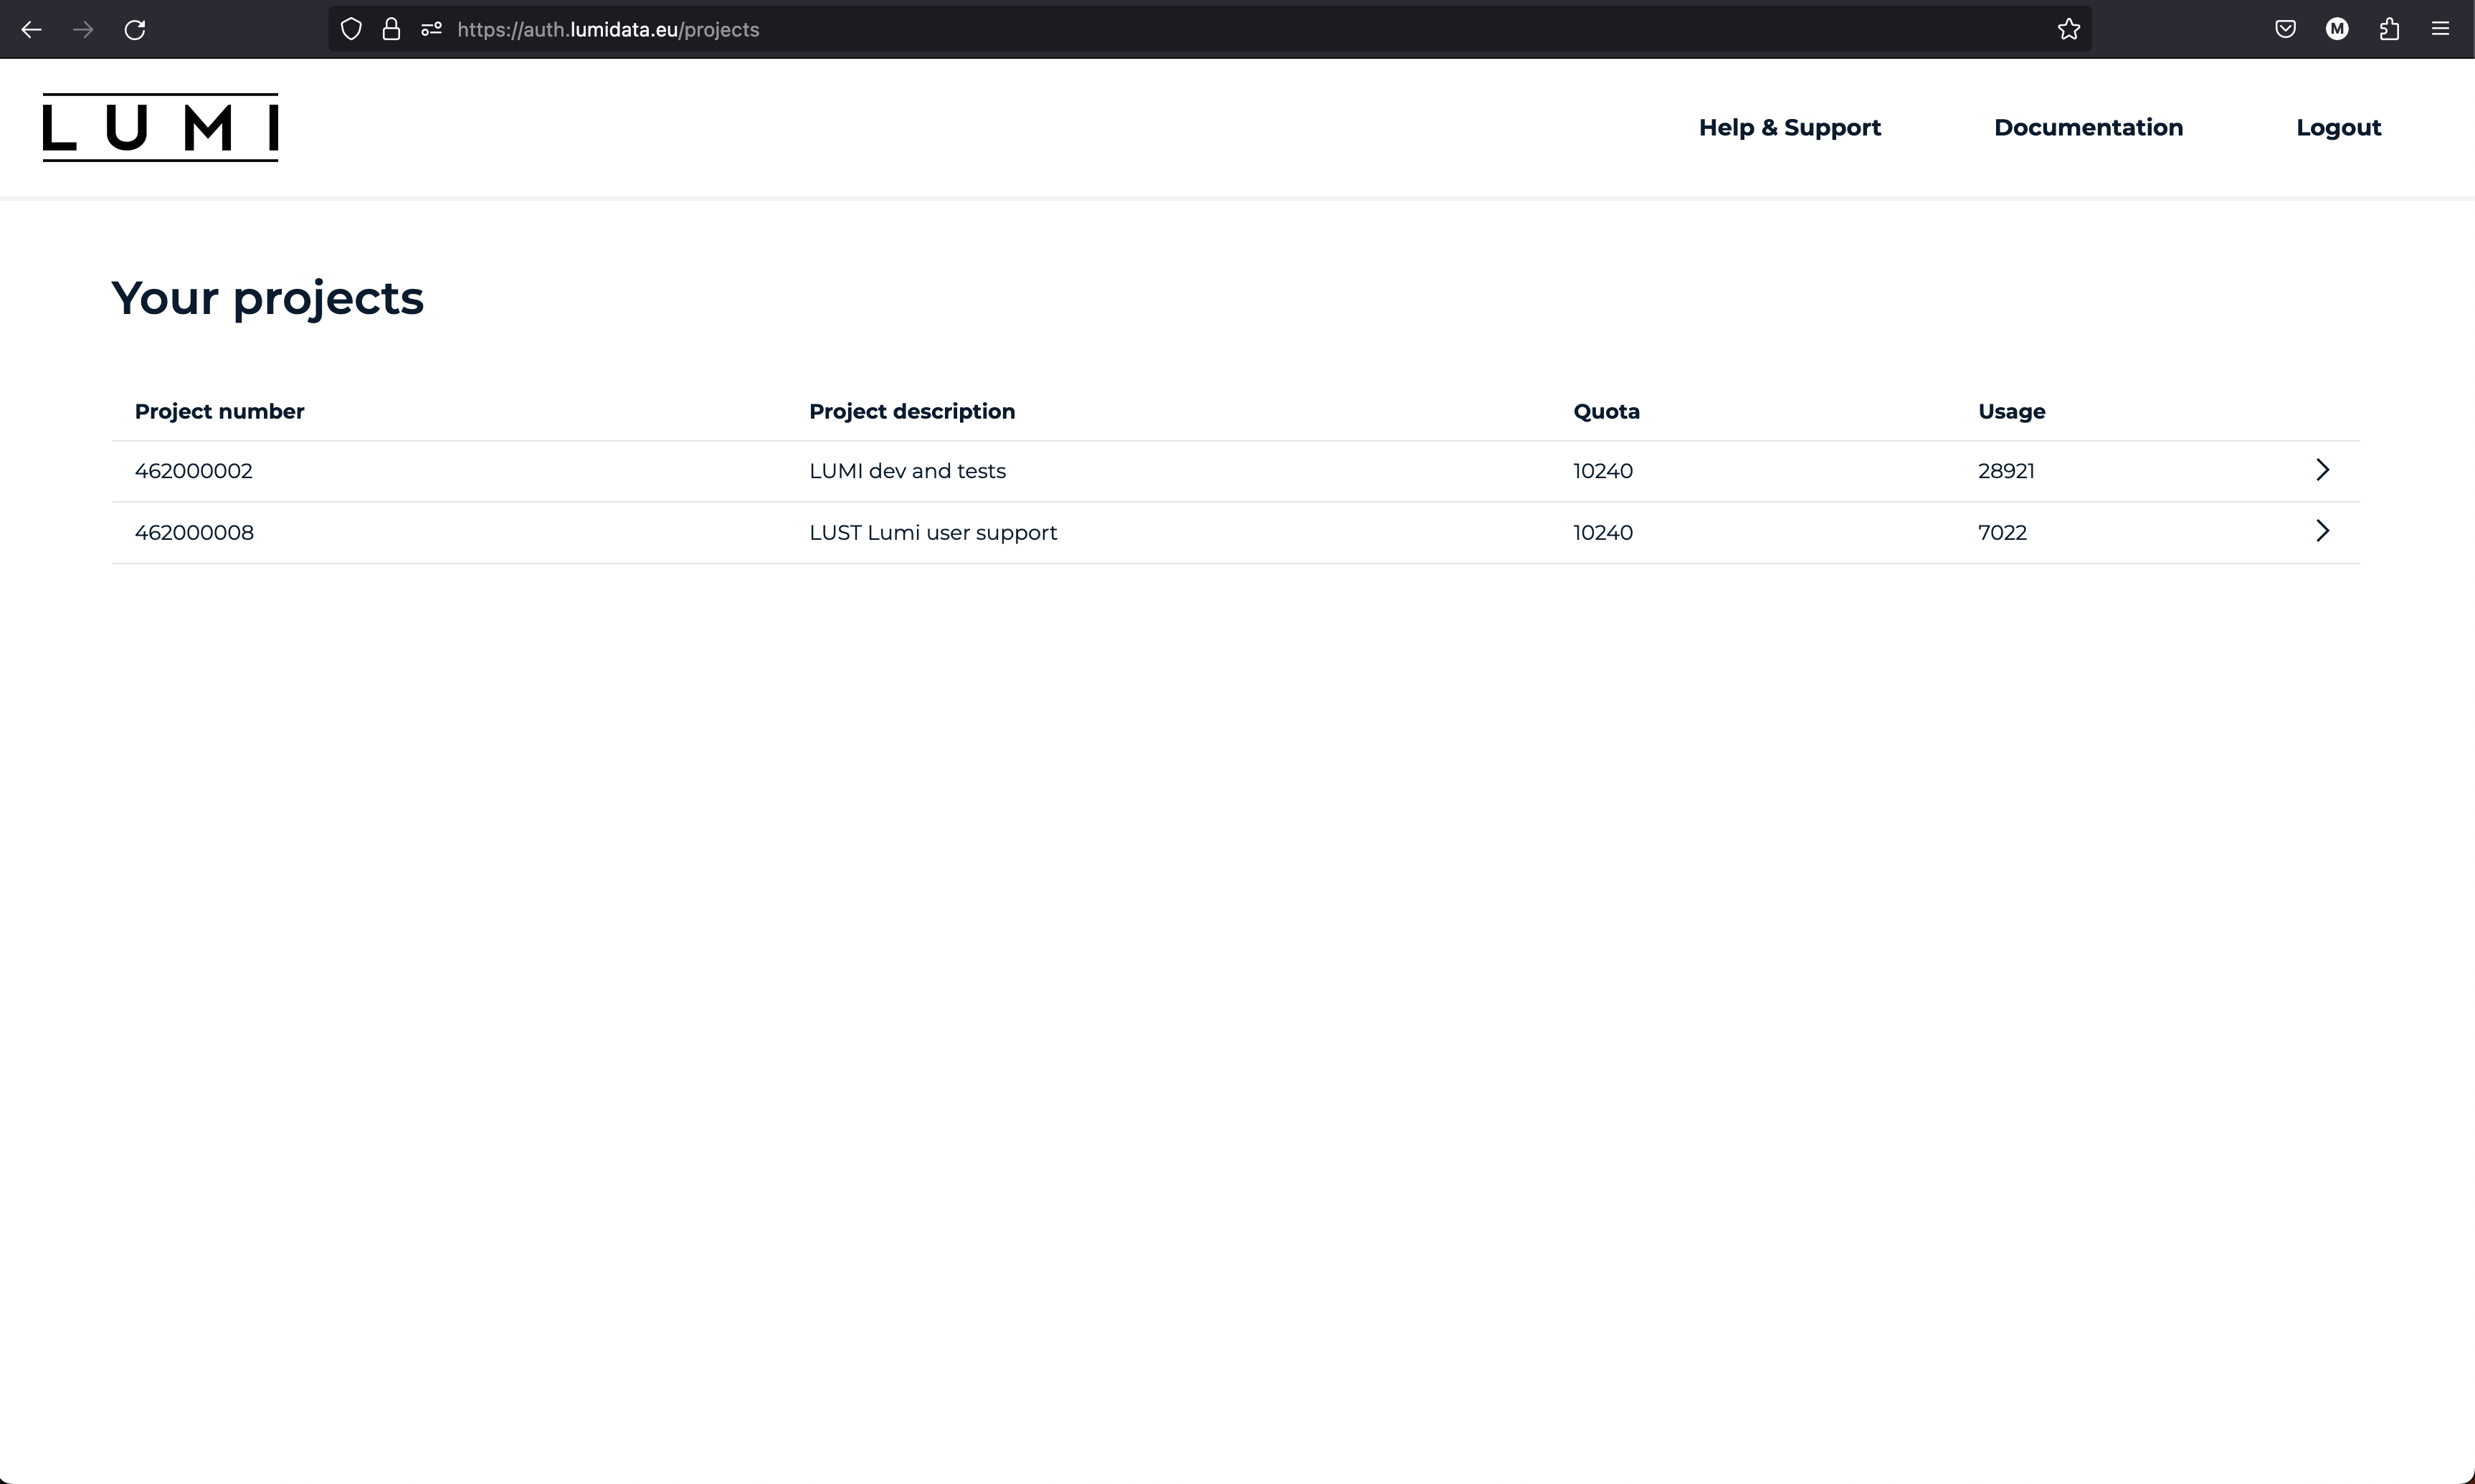 https://auth.lumidata.eu/projects
M
LUMI
Help & Support Documentation Logout
Your projects
Project number Project description Quota Usage
462000002 LUMI dev and tests 10240 28921
462000008 LUST Lumi user support 10240 7022